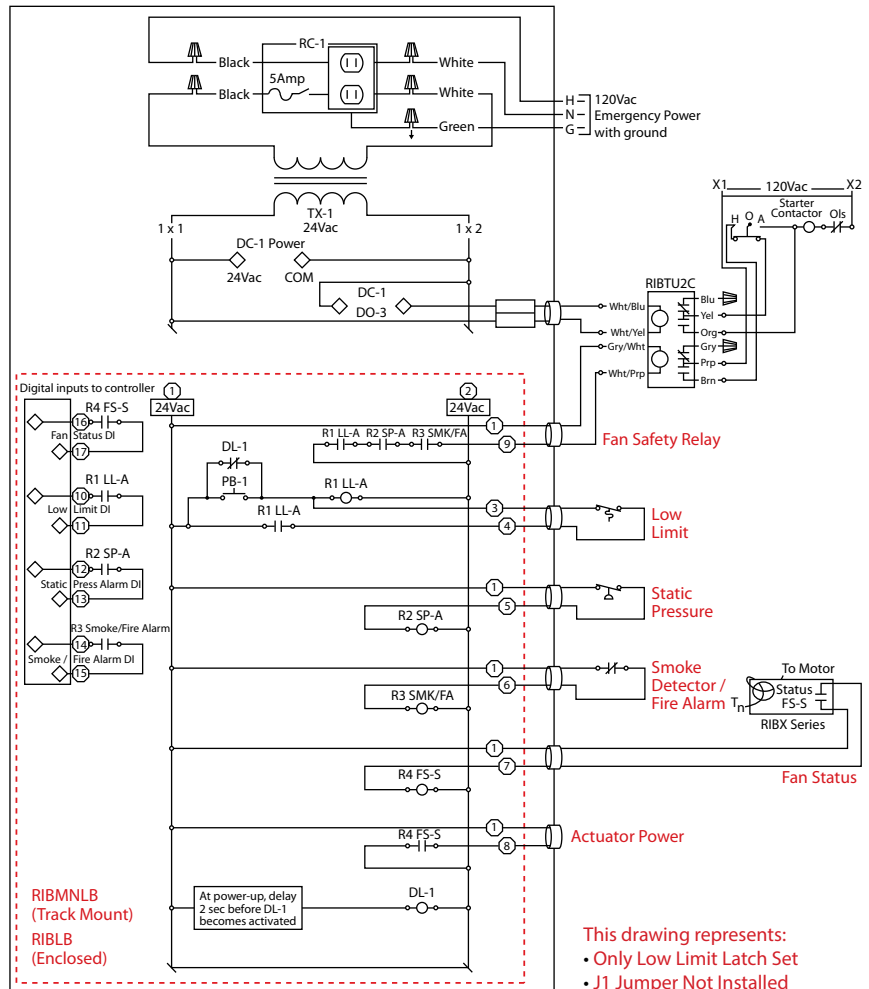 RC-1
Black
White
5Amp
Black
White
Green
H
N
G
120Vac
Emergency Power
with ground
TX-1
24Vac
1 x 1
1 x 2
DC-1 Power
24Vac
COM
DC-1
DO-3
X1
120Vac
X2
Starter
Contactor
Ols
H
O
A
RIBTU2C
Wht/Blu
Wht/Yel
Gry/Wht
Wht/Prp
Blu
Yel
Org
Gry
Prp
Brn
Digital inputs to controller
1
24Vac
2
24Vac
R4 FS-S
16
Fan Status DI
17
R1 LL-A
10
Low Limit DI
11
R2 SP-A
12
Static Press Alarm DI
13
R3 Smoke/Fire Alarm
14
Smoke / Fire Alarm DI
15
1
R1 LL-A
R2 SP-A
R3 SMK/FA
9
Fan Safety Relay
DL-1
PB-1
R1 LL-A
3
R1 LL-A
4
Low
Limit
1
5
R2 SP-A
Static
Pressure
1
6
R3 SMK/FA
Smoke
Detector /
Fire Alarm
To Motor
Status
FS-S
Tn
RIBX Series
1
7
R4 FS-S
Fan Status
1
R4 FS-S
8
Actuator Power
At power-up, delay
2 sec before DL-1
becomes activated
DL-1
RIBMNLB
(Track Mount)
RIBLB
(Enclosed)
This drawing represents:
• Only Low Limit Latch Set
• J1 Jumper Not Installed